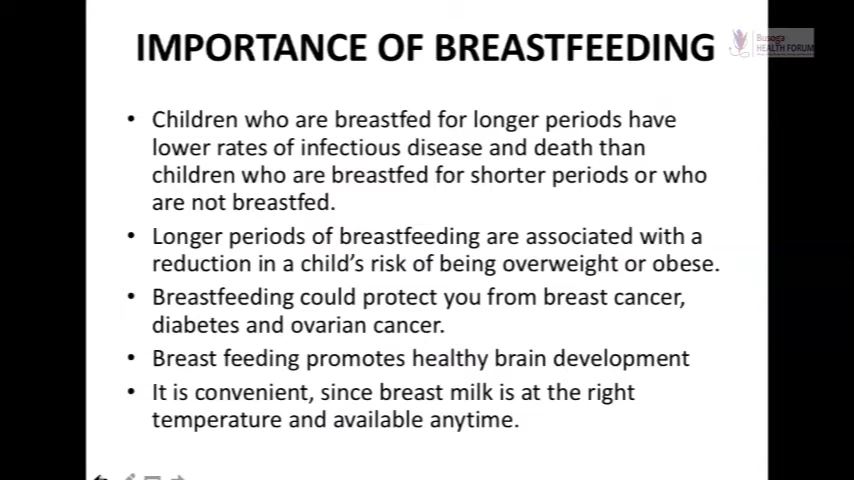 IMPORTANCE OF BREASTFEEDING
Busoga
HEALTH FORUM
• Children who are breastfed for longer periods have
lower rates of infectious disease and death than
children who are breastfed for shorter periods or who
are not breastfed.
• Longer periods of breastfeeding are associated with a
reduction in a child’s risk of being overweight or obese.
• Breastfeeding could protect you from breast cancer,
diabetes and ovarian cancer.
• Breast feeding promotes healthy brain development
• It is convenient, since breast milk is at the right
temperature and available anytime.